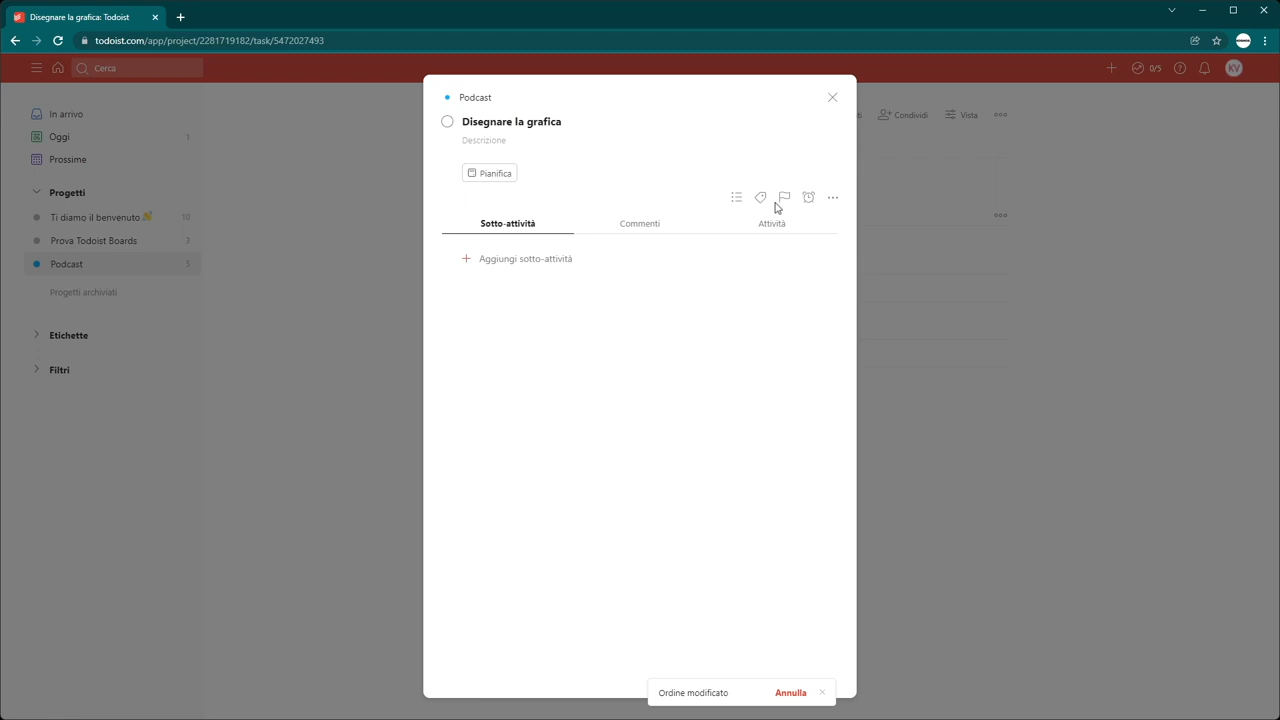 Disegnare la grafica: Todoist
todoist.com/app/project/2281719182/task/5472027493
Cerca
0/5
KV
In arrivo
Oggi 1
Prossime
Progetti
Ti diamo il benvenuto👋 10
Prova Todoist Boards 3
Podcast 5
Progetti archiviati
Etichette
Filtri
Condividi
Vista
Podcast
Disegnare la grafica
Descrizione
Pianifica
Sotto-attività Commenti Attività
+ Aggiungi sotto-attività
Ordine modificato Annulla